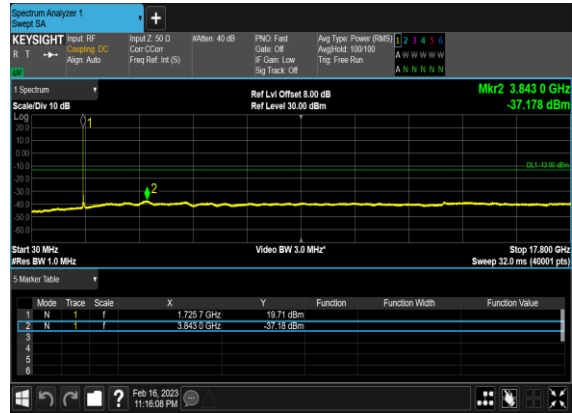 Spectrum Analyzer 1
Swept SA
+
KEYSIGHT Input: RF Input Z: 50 Ω #Atten: 40 dB PNO: Fast Avg Type: Power (RMS) 1 2 3 4 5 6
R T Coupling: DC Corr CCorr Gate: Off Avg|Hold: 100/100 A W W W W W
Align: Auto Freq Ref: Int (S) IF Gain: Low Trig: Free Run
Sig Track: Off A N N N N N
1 Spectrum Ref Lvl Offset 8.00 dB Mkr2 3.843 0 GHz
Scale/Div 10 dB Ref Level 30.00 dBm -37.178 dBm
Log
20.0
10.0
0.00
-10.0
-20.0
-30.0
-40.0
-50.0
-60.0
1
2
DL1 -13.00 dBm
Start 30 MHz Video BW 3.0 MHz* Stop 17.800 GHz
#Res BW 1.0 MHz Sweep 32.0 ms (40001 pts)
5 Marker Table
Mode Trace Scale X Y Function Function Width Function Value
1 N 1 f 1.725 7 GHz 19.71 dBm
2 N 1 f 3.843 0 GHz -37.18 dBm
3
4
5
6
? Feb 16, 2023
11:16:08 PM